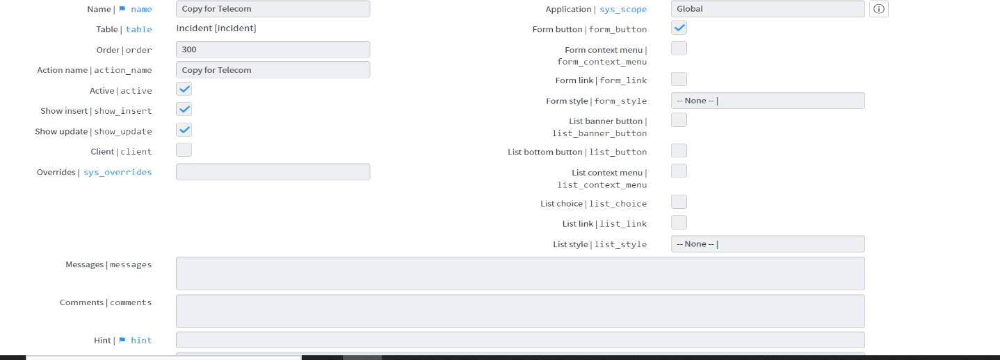 Name | name
Copy for Telecom
Table | table
Incident [incident]
Order | order
300
Action name | action_name
Copy for Telecom
Active | active
Show insert | show_insert
Show update | show_update
Client | client
Overrides | sys_overrides
Application | sys_scope
Global
Form button | form_button
Form context menu |
form_context_menu
Form link | form_link
Form style | form_style
-- None -- |
List banner button |
list_banner_button
List bottom button | list_button
List context menu |
list_context_menu
List choice | list_choice
List link | list_link
List style | list_style
-- None -- |
Messages | messages
Comments | comments
Hint | hint